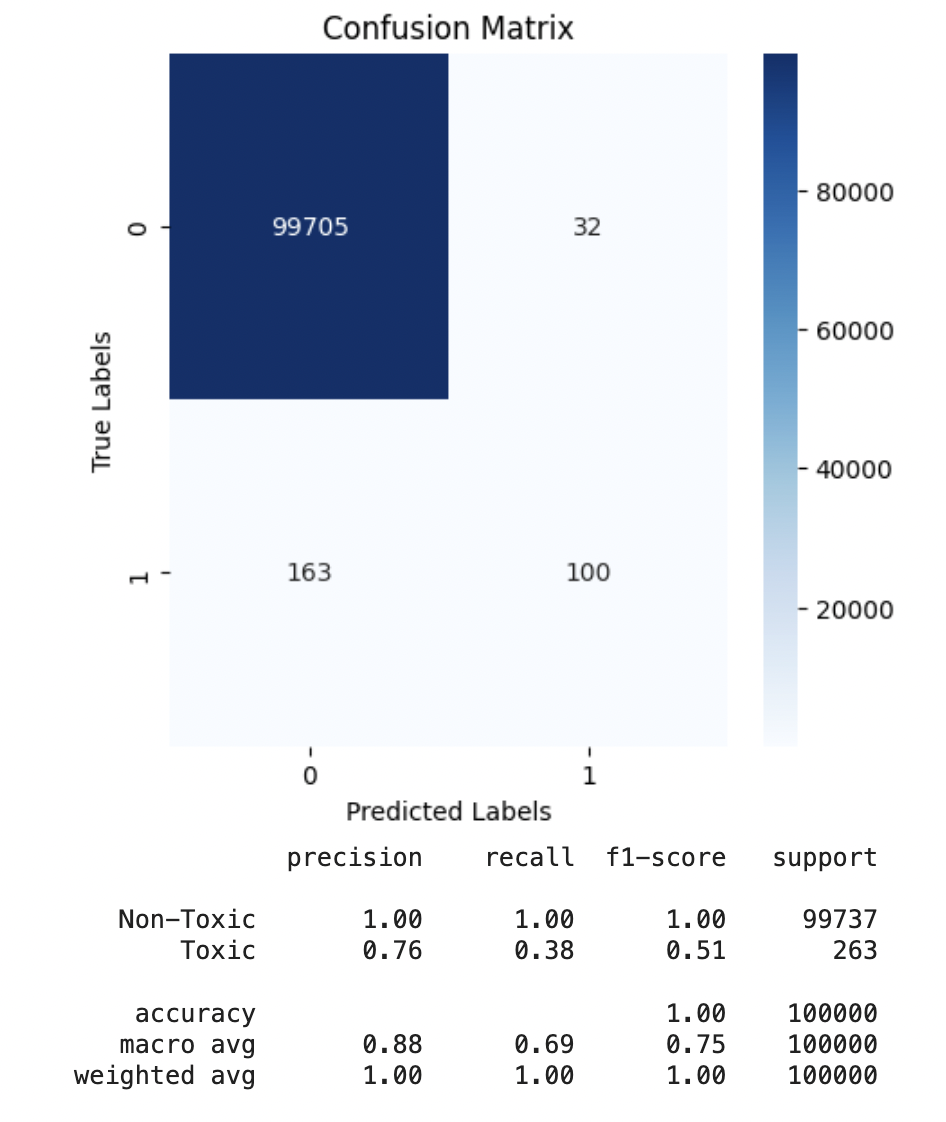 Confusion Matrix
99705 32
163 100
0
1
True Labels
0 1
Predicted Labels
80000
60000
40000
20000
precision recall f1-score support
Non-Toxic 1.00 1.00 1.00 99737
Toxic 0.76 0.38 0.51 263
accuracy 1.00 100000
macro avg 0.88 0.69 0.75 100000
weighted avg 1.00 1.00 1.00 100000